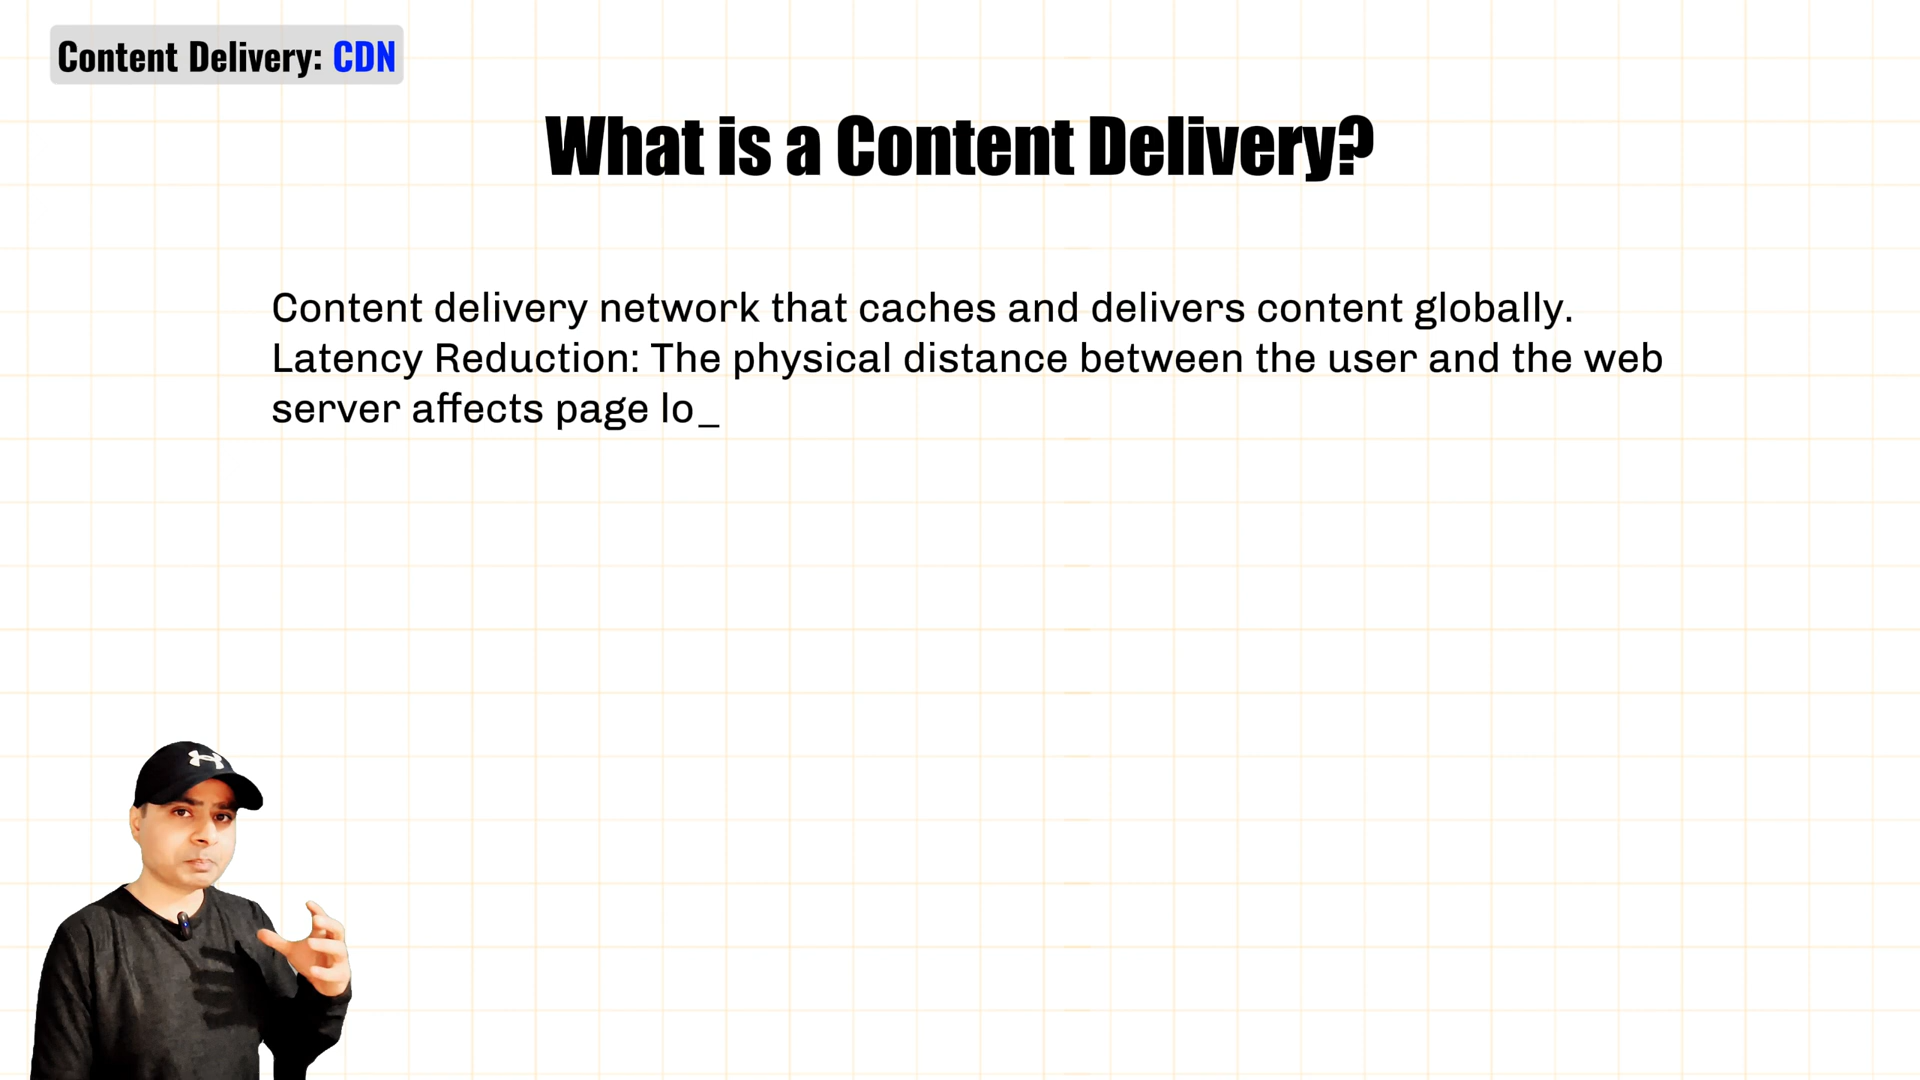 Content Delivery: CDN
What is a Content Delivery?
Content delivery network that caches and delivers content globally.
Latency Reduction: The physical distance between the user and the web
server affects page lo_